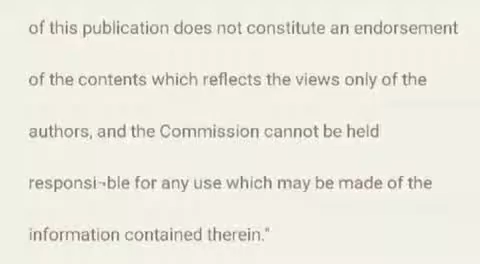 of this publication does not constitute an endorsement
of the contents which reflects the views only of the
authors, and the Commission cannot be held
responsi¬ble for any use which may be made of the
information contained therein."